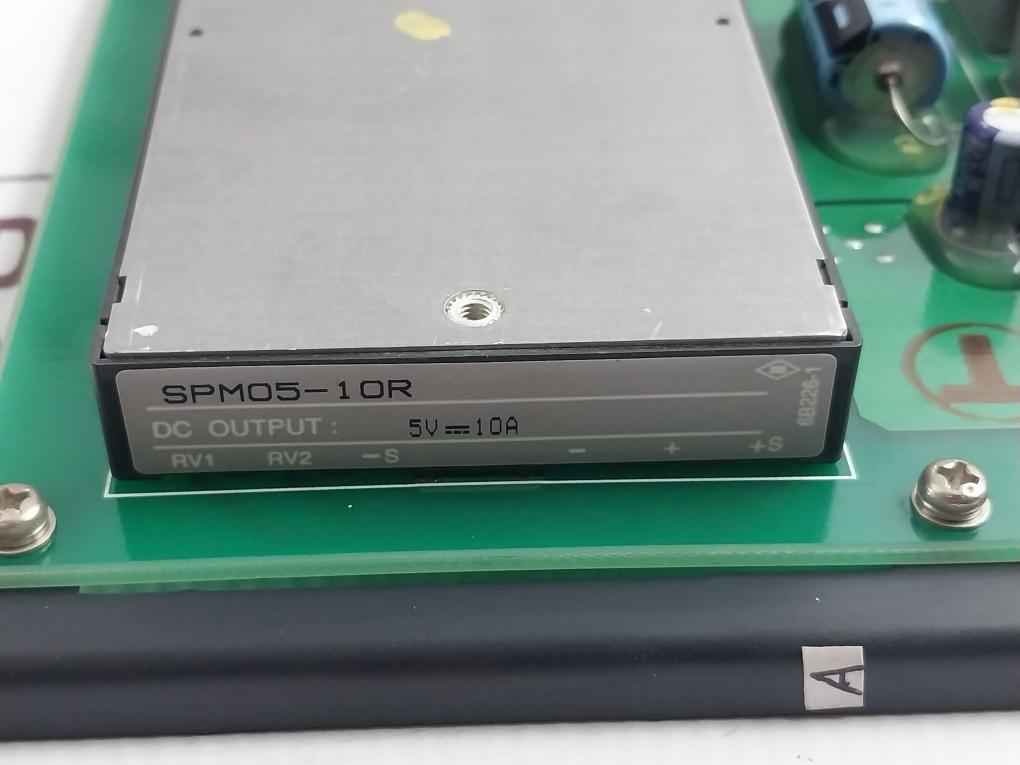 SPM05-10R
DC OUTPUT: 5V⎓10A
RV1 RV2 -S - + +S
6B226-1
A